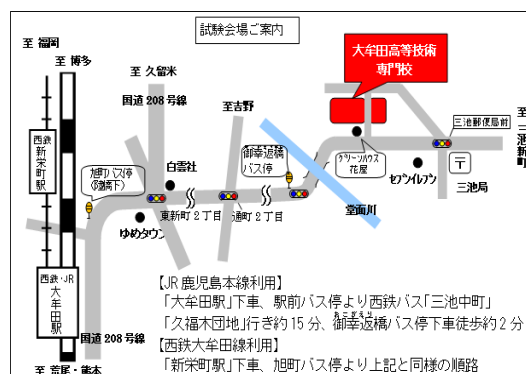 試験会場ご案内
至 福岡
至 博多
至 久留米
国道208号線
至吉野
大牟田高等技術
専門校
至 三池新町
三池郵便局前
西鉄
新栄町駅
旭町バス停
(陸橋下)
白雲社
御幸返橋
バス停
グリーンハウス
花屋
セブンイレブン
〒
三池局
東新町2丁目
通町2丁目
堂面川
ゆめタウン
西鉄・JR
大牟田駅
国道208号線
至 荒尾・熊本
【JR鹿児島本線利用】
「大牟田駅」下車、駅前バス停より西鉄バス「三池中町」
「久福木団地」行き約15分、御幸返橋バス停下車徒歩約2分
【西鉄大牟田線利用】
「新栄町駅」下車、旭町バス停より上記と同様の順路